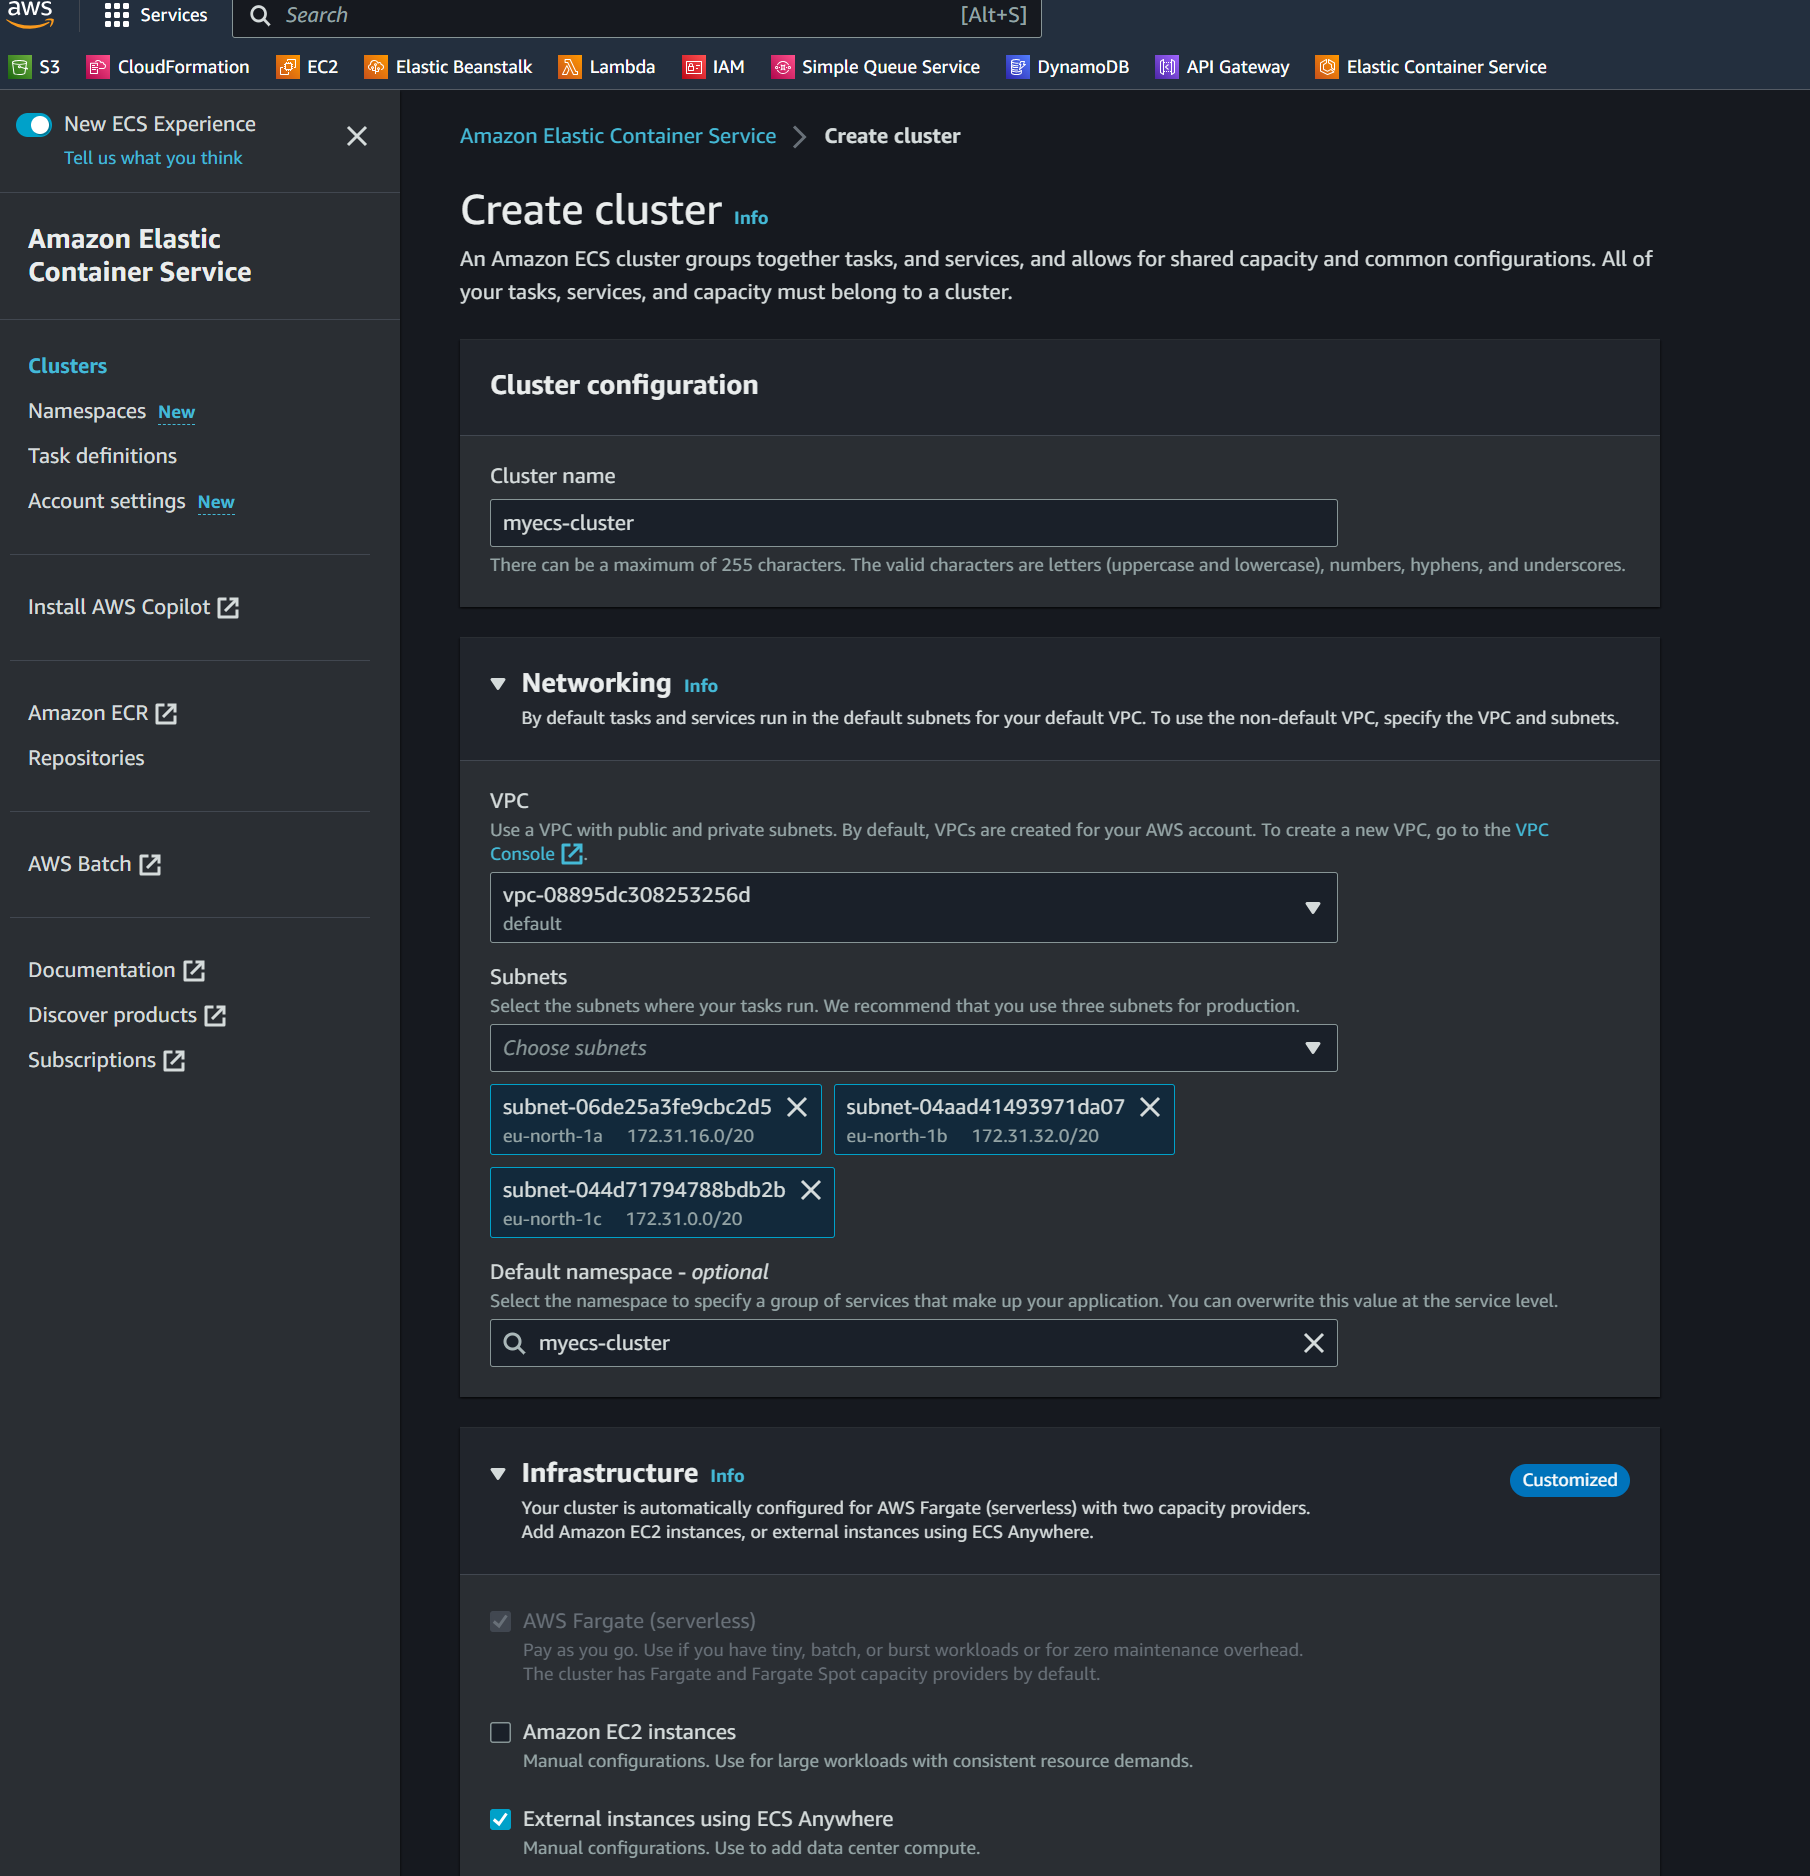 aws Services Search [Alt+S]
S3 CloudFormation EC2 Elastic Beanstalk Lambda IAM Simple Queue Service DynamoDB API Gateway Elastic Container Service
New ECS Experience
Tell us what you think
Amazon Elastic
Container Service
Clusters
Namespaces New
Task definitions
Account settings New
Install AWS Copilot
Amazon ECR
Repositories
AWS Batch
Documentation
Discover products
Subscriptions
Amazon Elastic Container Service > Create cluster
Create cluster Info
An Amazon ECS cluster groups together tasks, and services, and allows for shared capacity and common configurations. All of
your tasks, services, and capacity must belong to a cluster.
Cluster configuration
Cluster name
myecs-cluster
There can be a maximum of 255 characters. The valid characters are letters (uppercase and lowercase), numbers, hyphens, and underscores.
Networking Info
By default tasks and services run in the default subnets for your default VPC. To use the non-default VPC, specify the VPC and subnets.
VPC
Use a VPC with public and private subnets. By default, VPCs are created for your AWS account. To create a new VPC, go to the VPC
Console.
vpc-08895dc308253256d
default
Subnets
Select the subnets where your tasks run. We recommend that you use three subnets for production.
Choose subnets
subnet-06de25a3fe9cbc2d5 subnet-04aad41493971da07
eu-north-1a 172.31.16.0/20 eu-north-1b 172.31.32.0/20
subnet-044d71794788bdb2b
eu-north-1c 172.31.0.0/20
Default namespace - optional
Select the namespace to specify a group of services that make up your application. You can overwrite this value at the service level.
myecs-cluster
Infrastructure Info Customized
Your cluster is automatically configured for AWS Fargate (serverless) with two capacity providers.
Add Amazon EC2 instances, or external instances using ECS Anywhere.
AWS Fargate (serverless)
Pay as you go. Use if you have tiny, batch, or burst workloads or for zero maintenance overhead.
The cluster has Fargate and Fargate Spot capacity providers by default.
Amazon EC2 instances
Manual configurations. Use for large workloads with consistent resource demands.
External instances using ECS Anywhere
Manual configurations. Use to add data center compute.